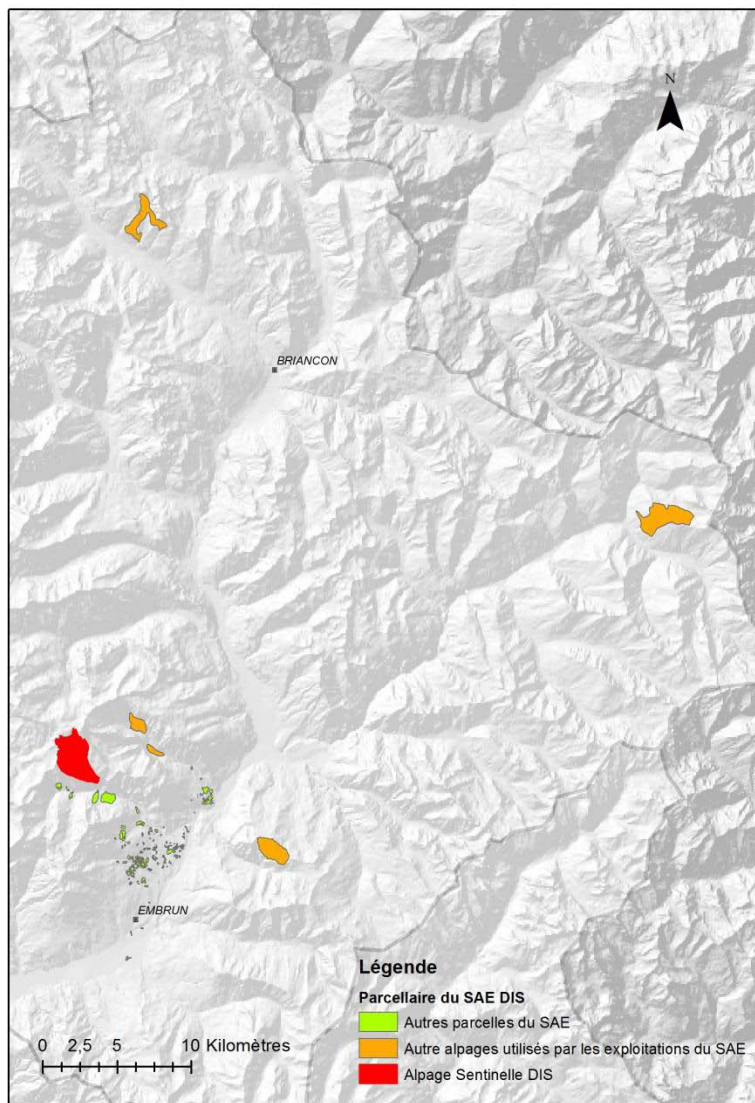 N
BRIANCON
EMBRUN
Légende
Parcellaire du SAE DIS
Autres parcelles du SAE
Autre alpages utilisés par les exploitations du SAE
Alpage Sentinelle DIS
0 2,5 5 10 Kilomètres